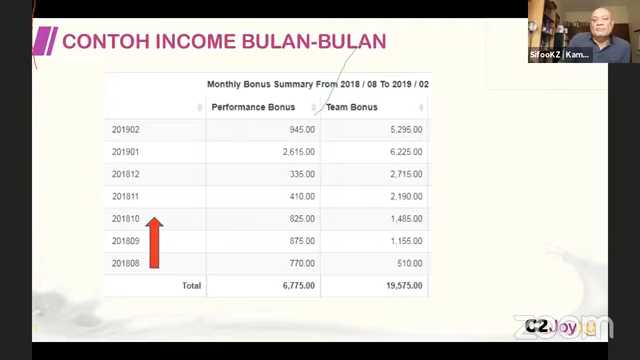 CONTOH INCOME BULAN-BULAN
SifooKZ | Kam...
Monthly Bonus Summary From 2018 / 08 To 2019 / 02
Performance Bonus Team Bonus
201902 945.00 5,295.00
201901 2,615.00 6,225.00
201812 335.00 2,715.00
201811 410.00 2,190.00
201810 825.00 1,485.00
201809 875.00 1,155.00
201808 770.00 510.00
Total 6,775.00 19,575.00
C2Joy
zoom